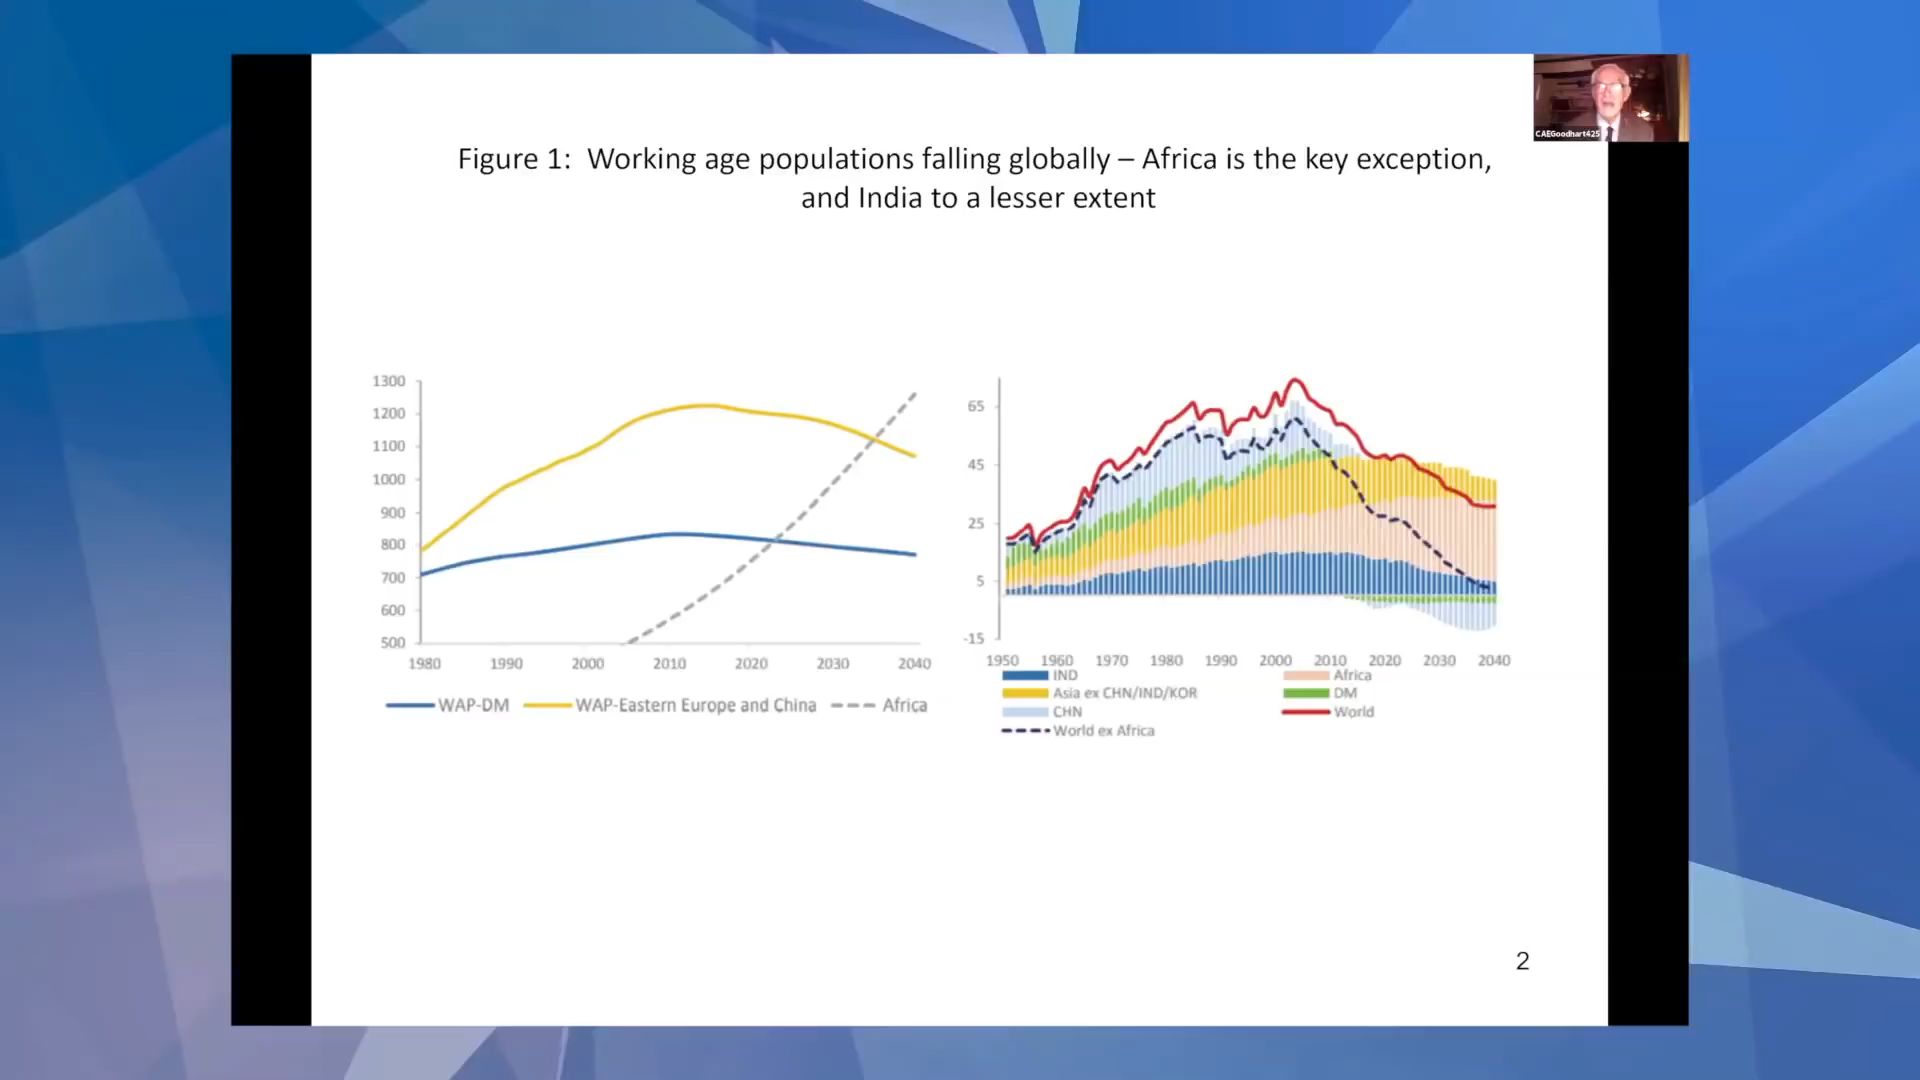 CAEGoodhart425
Figure 1: Working age populations falling globally – Africa is the key exception,
and India to a lesser extent
1300
1200
1100
1000
900
800
700
600
500
1980 1990 2000 2010 2020 2030 2040
WAP-DM WAP-Eastern Europe and China Africa
65
45
25
5
-15
1950 1960 1970 1980 1990 2000 2010 2020 2030 2040
IND Africa
Asia ex CHN/IND/KOR DM
CHN World
World ex Africa
2